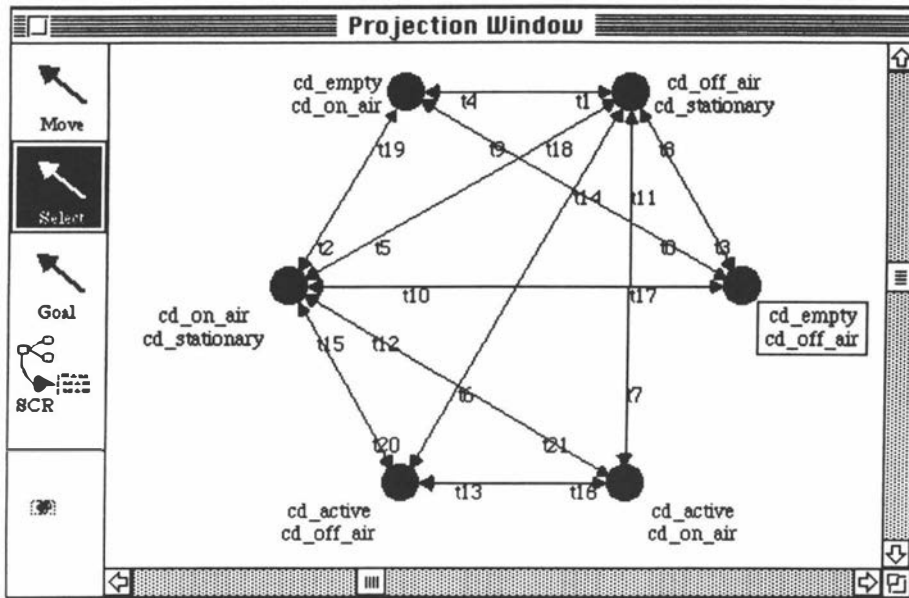 Projection Window
Move
Select
Goal
SCR
cd_empty
cd_on_air
cd_off_air
cd_stationary
t4
t1
t19
t9
t18
t8
t14
t11
t2
t5
t0
t3
t10
t17
cd_on_air
cd_stationary
cd_empty
cd_off_air
t15
t12
t6
t7
t20
t21
t13
t16
cd_active
cd_off_air
cd_active
cd_on_air